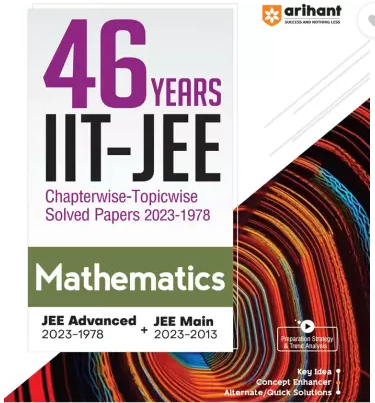 arihant
SUCCESS AND NOTHING LESS
46 YEARS
IIT-JEE
Chapterwise-Topicwise
Solved Papers 2023-1978
Mathematics
JEE Advanced + JEE Main
2023-1978 2023-2013
Preparation Strategy
& Trend Analysis
Key Idea
Concept Enhancer
Alternate/Quick Solutions